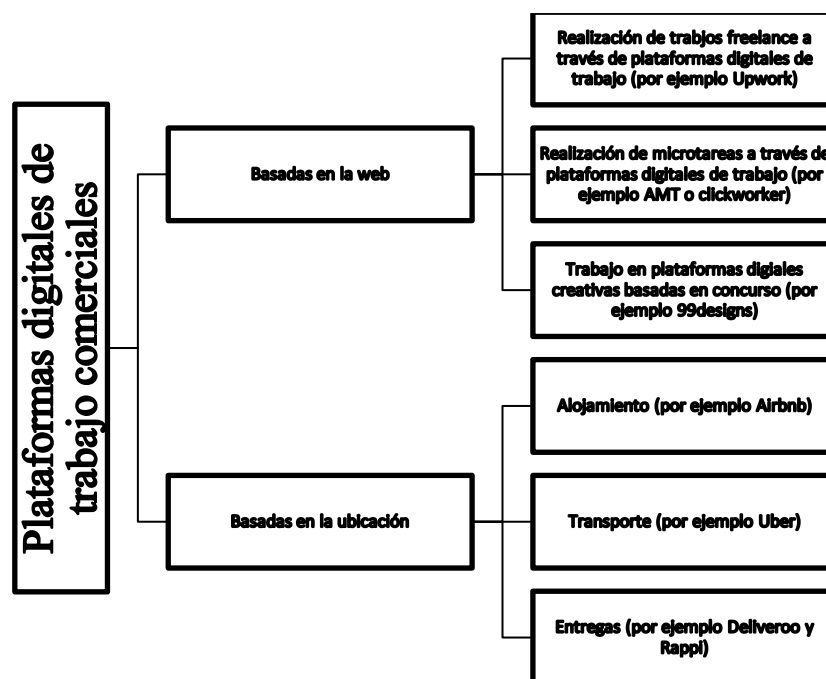 Plataformas digitales de
trabajo comerciales
Basadas en la web
Realización de trabjos freelance a
través de plataformas digitales de
trabajo (por ejemplo Upwork)
Realización de microtareas a través de
plataformas digitales de trabajo (por
ejemplo AMT o clickworker)
Trabajo en plataformas digiales
creativas basadas en concurso (por
ejemplo 99designs)
Basadas en la ubicación
Alojamiento (por ejemplo Airbnb)
Transporte (por ejemplo Uber)
Entregas (por ejemplo Deliveroo y
Rappi)